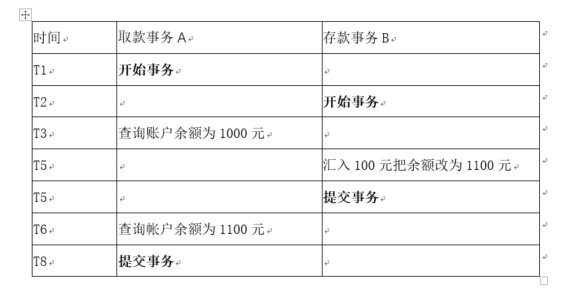 时间 取款事务 A 存款事务 B
T1 开始事务
T2 开始事务
T3 查询账户余额为 1000 元
T5 汇入 100 元把余额改为 1100 元
T5 提交事务
T6 查询帐户余额为 1100 元
T8 提交事务